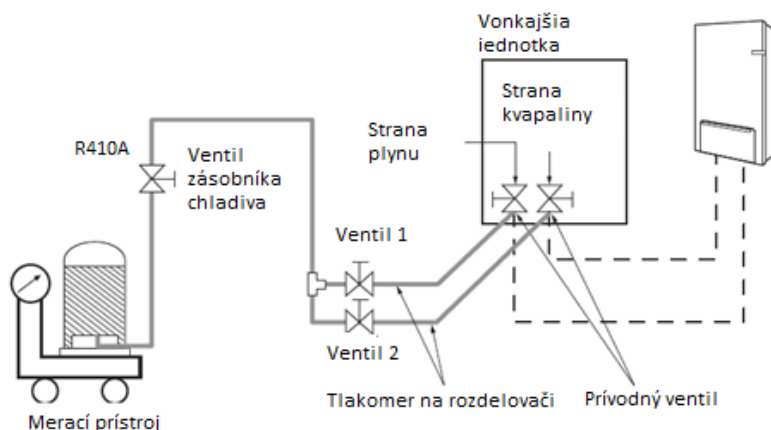 Vonkajšia
iednotka
Strana
kvapaliny
Strana
plynu
R410A
Ventil
zásobníka
chladiva
Ventil 1
Ventil 2
Tlakomer na rozdelovači
Prívodný ventil
Merací prístroj